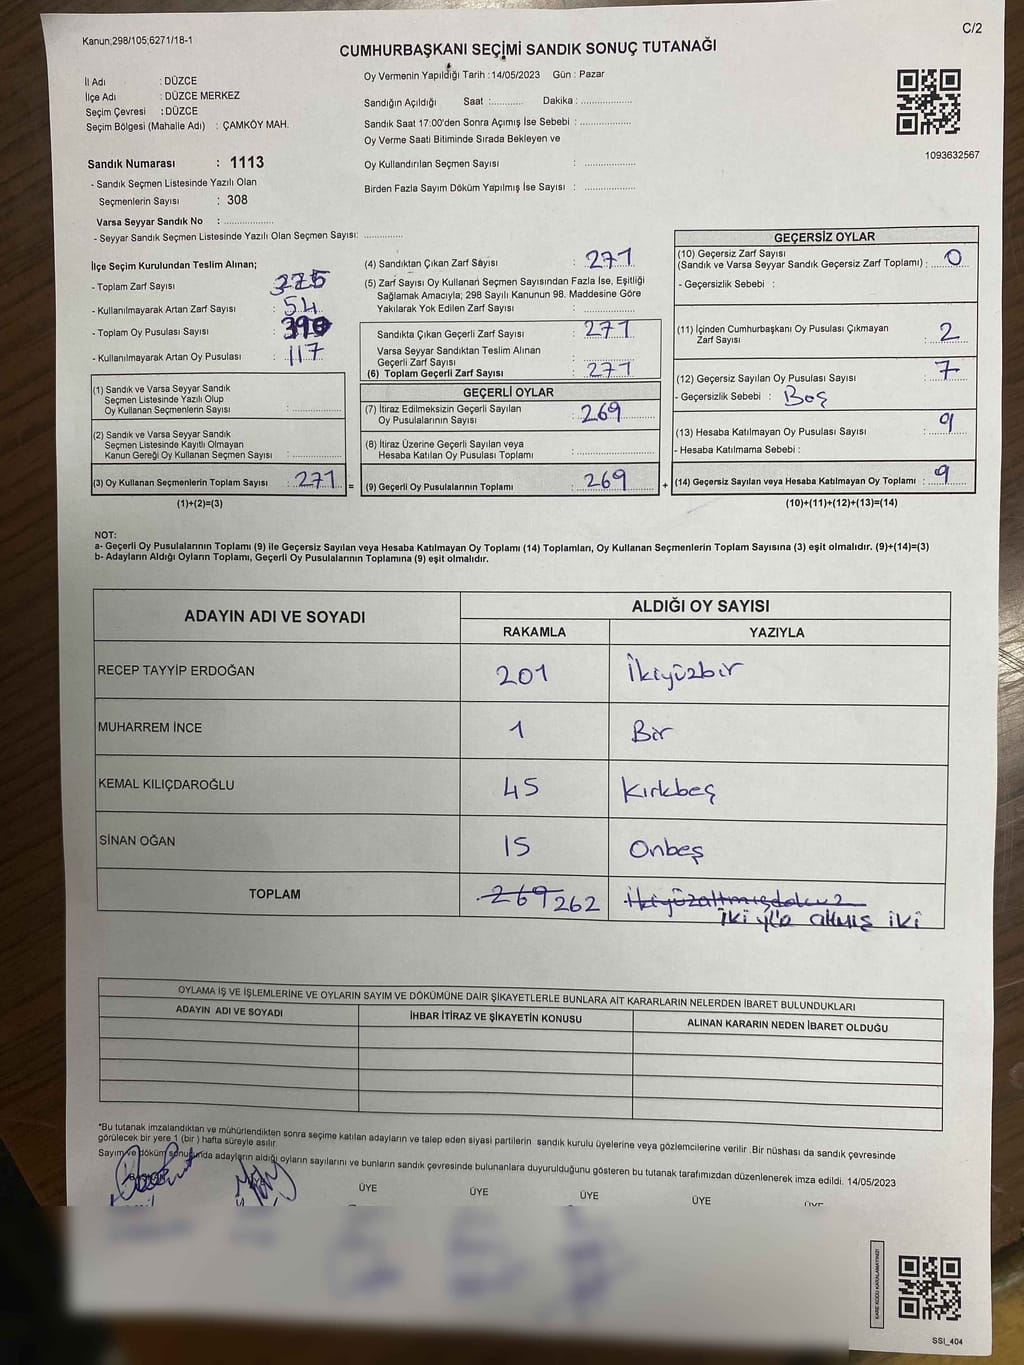 Kanun;298/105;6271/18-1
C/2
CUMHURBAŞKANI SEÇİMİ SANDIK SONUÇ TUTANAĞI
İl Adı : DÜZCE
İlçe Adı : DÜZCE MERKEZ
Seçim Çevresi : DÜZCE
Seçim Bölgesi (Mahalle Adı) : ÇAMKÖY MAH.
Sandık Numarası : 1113
- Sandık Seçmen Listesinde Yazılı Olan
Seçmenlerin Sayısı : 308
Varsa Seyyar Sandık No : ..................
- Seyyar Sandık Seçmen Listesinde Yazılı Olan Seçmen Sayısı: ..............
Oy Vermenin Yapıldığı Tarih : 14/05/2023 Gün : Pazar
Sandığın Açıldığı Saat :........... Dakika : ..................
Sandık Saat 17:00'den Sonra Açımış İse Sebebi : ..................
Oy Verme Saati Bitiminde Sırada Bekleyen ve
Oy Kullandırılan Seçmen Sayısı : ..................
Birden Fazla Sayım Döküm Yapılmış İse Sayısı : ..................
1093632567
İlçe Seçim Kurulundan Teslim Alınan;
- Toplam Zarf Sayısı : 325
- Kullanılmayarak Artan Zarf Sayısı : 54
- Toplam Oy Pusulası Sayısı :
- Kullanılmayarak Artan Oy Pusulası : 117
(1) Sandık ve Varsa Seyyar Sandık
Seçmen Listesinde Yazılı Olup
Oy Kullanan Seçmenlerin Sayısı : ..................
(2) Sandık ve Varsa Seyyar Sandık
Seçmen Listesinde Kayıtlı Olmayan
Kanun Gereği Oy Kullanan Seçmen Sayısı : ..................
(3) Oy Kullanan Seçmenlerin Toplam Sayısı : 271 =
(1)+(2)=(3)
(4) Sandıktan Çıkan Zarf Sayısı : 271
(5) Zarf Sayısı Oy Kullanan Seçmen Sayısından Fazla İse, Eşitliği
Sağlamak Amacıyla; 298 Sayılı Kanunun 98. Maddesine Göre
Yakılarak Yok Edilen Zarf Sayısı : ..................
Sandıkta Çıkan Geçerli Zarf Sayısı : 271
Varsa Seyyar Sandıktan Teslim Alınan
Geçerli Zarf Sayısı : ..................
(6) Toplam Geçerli Zarf Sayısı : 271
GEÇERLİ OYLAR
(7) İtiraz Edilmeksizin Geçerli Sayılan
Oy Pusulalarının Sayısı : 269
(8) İtiraz Üzerine Geçerli Sayılan veya
Hesaba Katılan Oy Pusulası Toplamı : ..................
(9) Geçerli Oy Pusulalarının Toplamı : 269 +
GEÇERSİZ OYLAR
(10) Geçersiz Zarf Sayısı
(Sandık ve Varsa Seyyar Sandık Geçersiz Zarf Toplamı) : 0
- Geçersizlik Sebebi :
(11) İçinden Cumhurbaşkanı Oy Pusulası Çıkmayan
Zarf Sayısı : 2
(12) Geçersiz Sayılan Oy Pusulası Sayısı : 7
- Geçersizlik Sebebi : Boş
(13) Hesaba Katılmayan Oy Pusulası Sayısı : 9
- Hesaba Katılmama Sebebi :
(14) Geçersiz Sayılan veya Hesaba Katılmayan Oy Toplamı : 9
(10)+(11)+(12)+(13)=(14)
NOT:
a- Geçerli Oy Pusulalarının Toplamı (9) ile Geçersiz Sayılan veya Hesaba Katılmayan Oy Toplamı (14) Toplamları, Oy Kullanan Seçmenlerin Toplam Sayısına (3) eşit olmalıdır. (9)+(14)=(3)
b- Adayların Aldığı Oyların Toplamı, Geçerli Oy Pusulalarının Toplamına (9) eşit olmalıdır.
ADAYIN ADI VE SOYADI
ALDIĞI OY SAYISI
RAKAMLA YAZIYLA
RECEP TAYYİP ERDOĞAN 201 İkiyüzbir
MUHARREM İNCE 1 Bir
KEMAL KILIÇDAROĞLU 45 Kırkbeş
SİNAN OĞAN 15 Onbeş
TOPLAM 269 262 İkiyüzaltmışdokuz
İki yüz altmış iki
OYLAMA İŞ VE İŞLEMLERİNE VE OYLARIN SAYIM VE DÖKÜMÜNE DAİR ŞİKAYETLERLE BUNLARA AİT KARARLARIN NELERDEN İBARET BULUNDUKLARI
ADAYIN ADI VE SOYADI İHBAR İTİRAZ VE ŞİKAYETİN KONUSU ALINAN KARARIN NEDEN İBARET OLDUĞU
*Bu tutanak imzalandıktan ve mühürlendikten sonra seçime katılan adayların ve talep eden siyasi partilerin sandık kurulu üyelerine veya gözlemcilerine verilir .Bir nüshası da sandık çevresinde
görülecek bir yere 1 (bir ) hafta süreyle asılır.
Sayım ve döküm sonucunda adayların aldığı oyların sayılarını ve bunların sandık çevresinde bulunanlara duyurulduğunu gösteren bu tutanak tarafımızdan düzenlenerek imza edildi. 14/05/2023
ÜYE ÜYE ÜYE ÜYE ÜYE
KARE KODU KARALAMAYINIZ!
SSİ_404